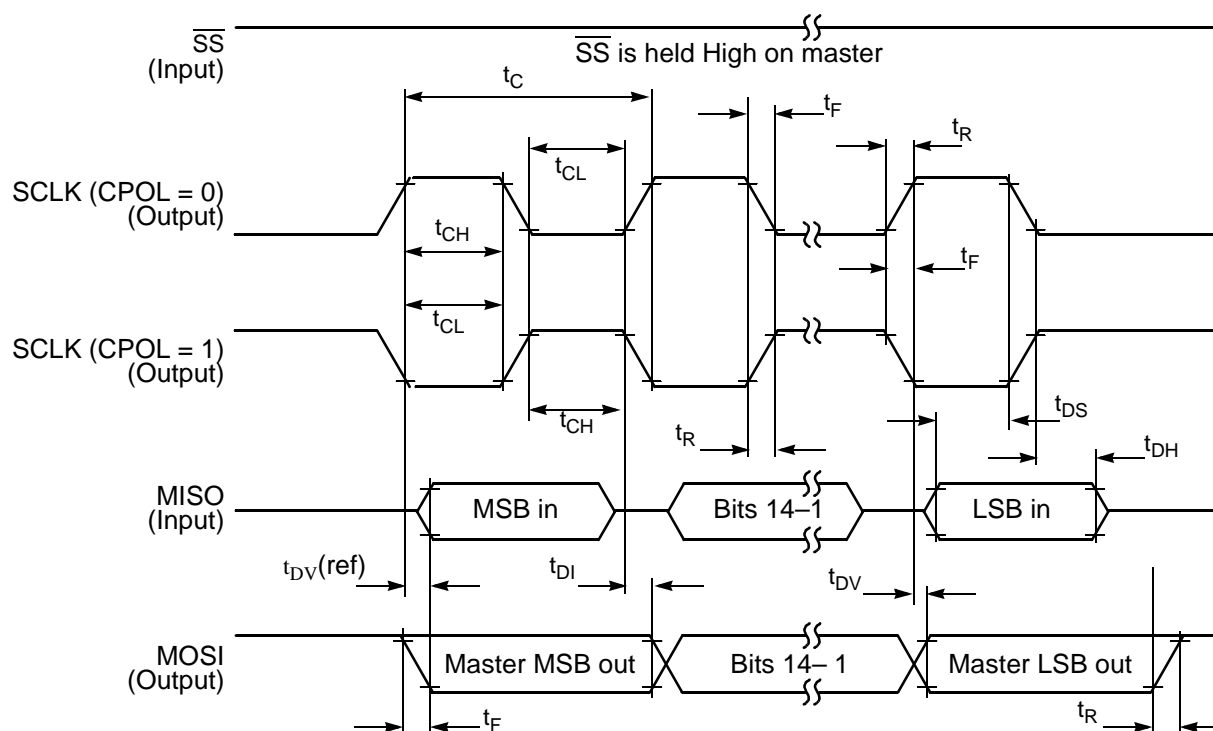 SS
(Input)
SS is held High on master
tC
tF
tR
tCL
SCLK (CPOL = 0)
(Output)
tCH
tF
tCL
SCLK (CPOL = 1)
(Output)
tCH
tR
tDS
tDH
MISO
(Input)
MSB in
Bits 14–1
LSB in
tDV(ref)
tDI
tDV
MOSI
(Output)
Master MSB out
Bits 14– 1
Master LSB out
tF
tR